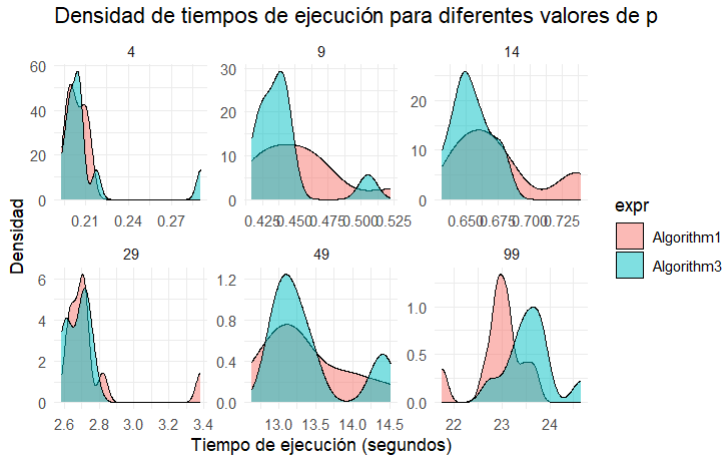 Densidad de tiempos de ejecución para diferentes valores de p
4
9
14
60
40
20
0
0.21 0.24 0.27
30
20
10
0
0.425 0.450 0.475 0.500 0.525
20
10
0
0.650 0.675 0.700 0.725
Densidad
29
49
99
6
4
2
0
2.6 2.8 3.0 3.2 3.4
1.2
0.8
0.4
0.0
13.0 13.5 14.0 14.5
1.0
0.5
0.0
22 23 24
Tiempo de ejecución (segundos)
expr
Algorithm1
Algorithm3